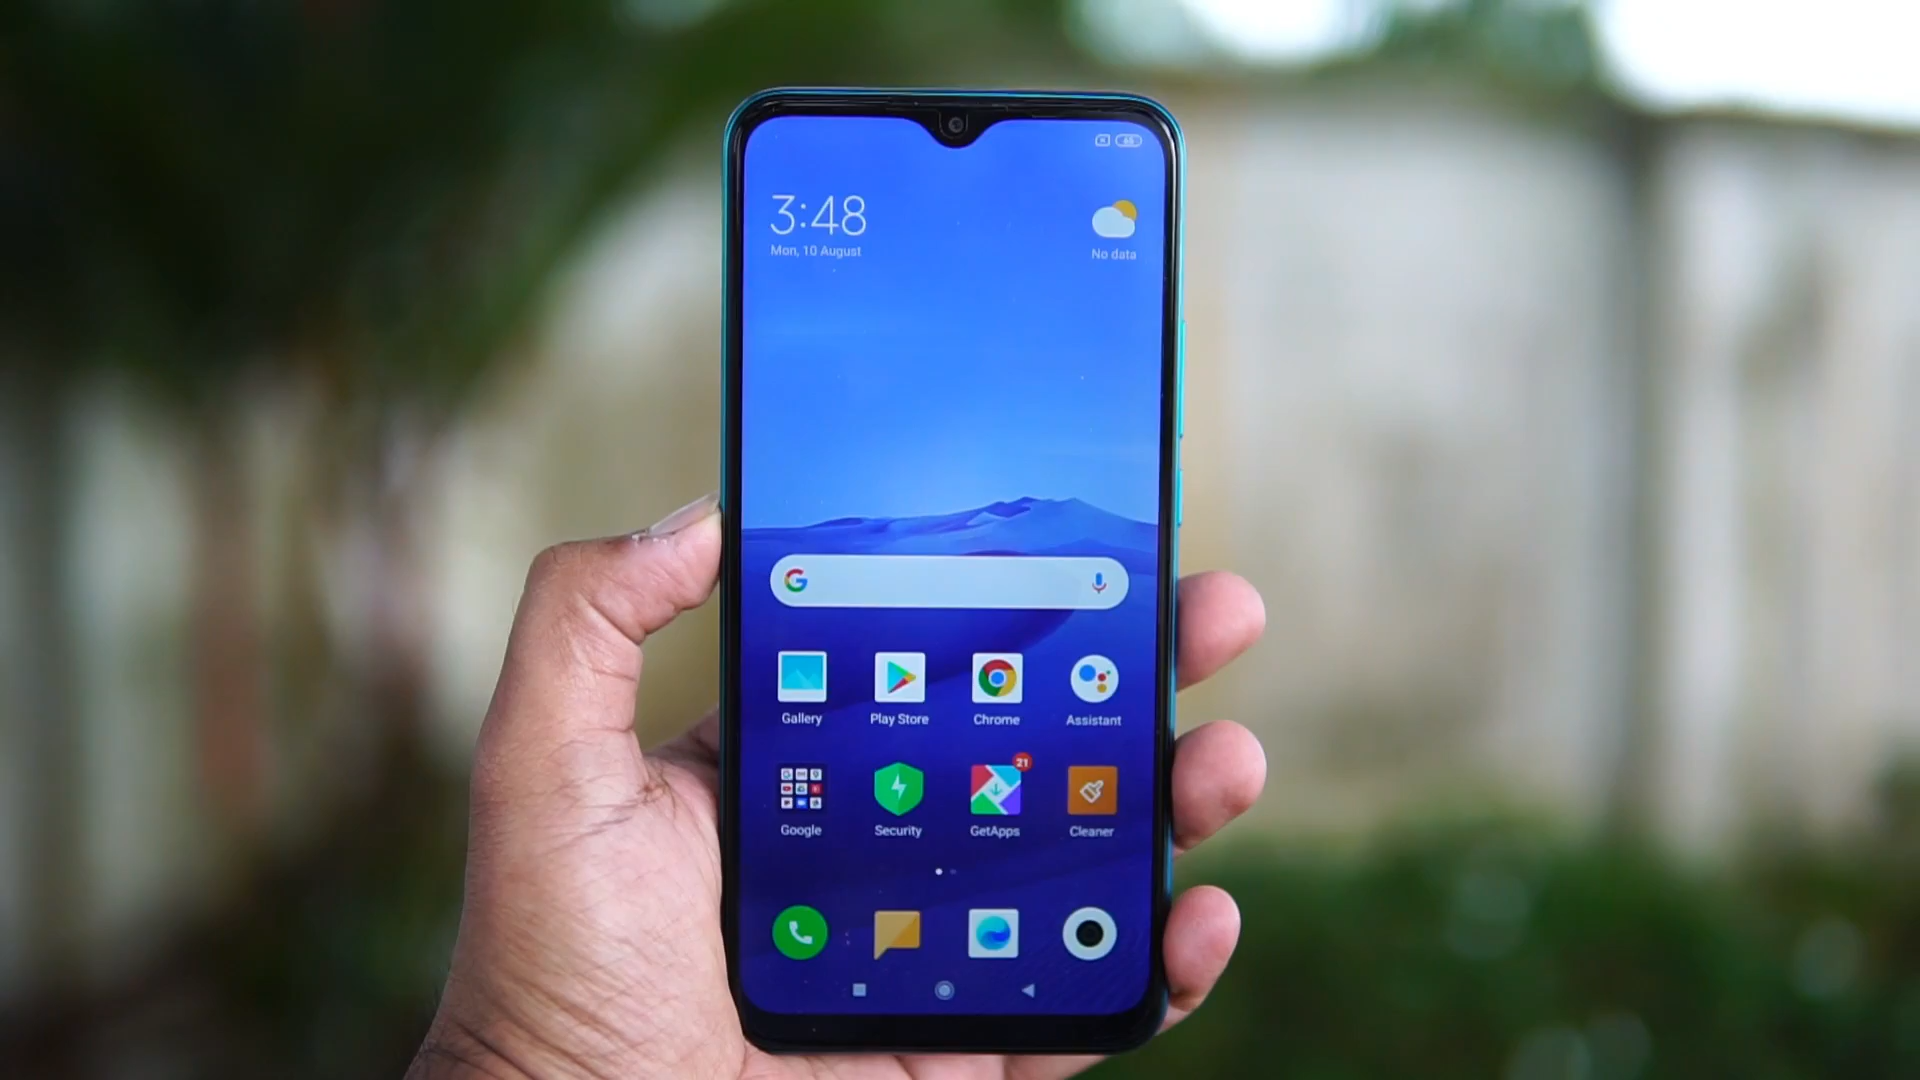 3:48
Mon, 10 August
No data
G
Gallery
Play Store
Chrome
Assistant
21
Google
Security
GetApps
Cleaner